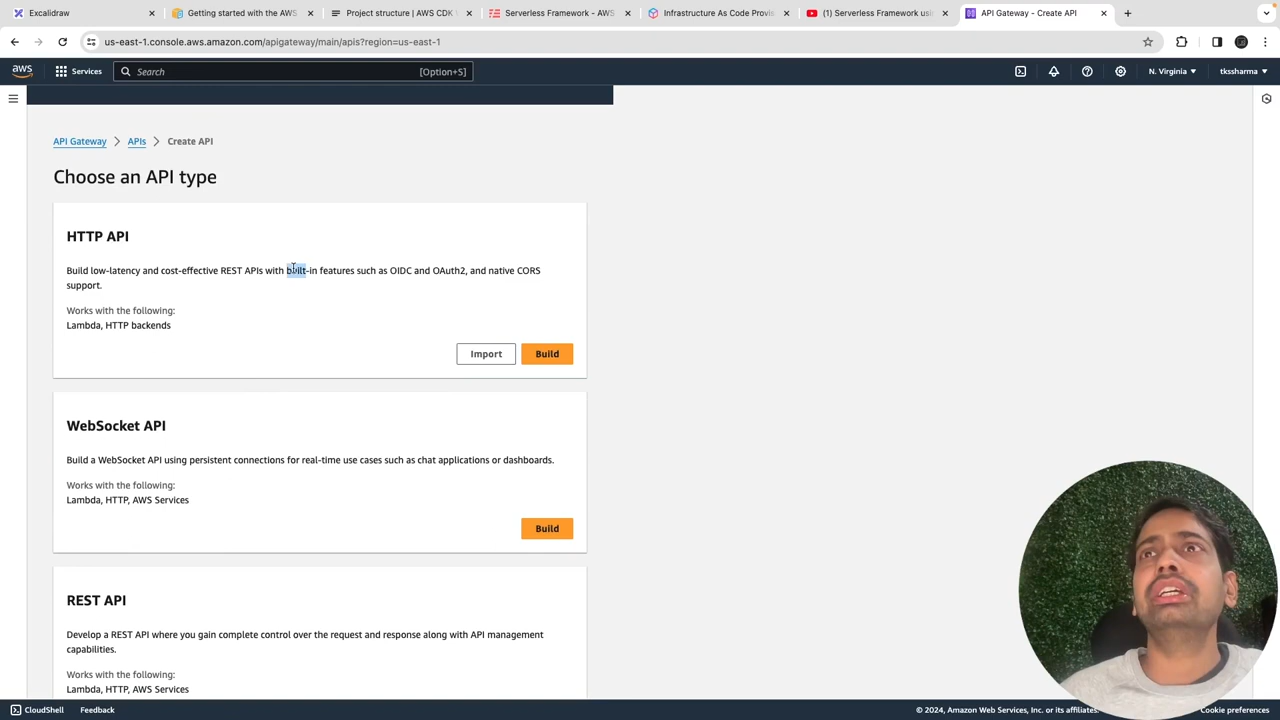 Excalidraw
Getting started with the AWS
Project structure | AWS CDK
Serverless Framework - AWS
Infrastructure As Code Provis
(1) Serverless Framework usi
API Gateway - Create API
us-east-1.console.aws.amazon.com/apigateway/main/apis?region=us-east-1
aws
Services
Search
[Option+S]
N. Virginia
tkssharma
API Gateway
APIs
Create API
Choose an API type
HTTP API
Build low-latency and cost-effective REST APIs with built-in features such as OIDC and OAuth2, and native CORS
support.
Works with the following:
Lambda, HTTP backends
Import
Build
WebSocket API
Build a WebSocket API using persistent connections for real-time use cases such as chat applications or dashboards.
Works with the following:
Lambda, HTTP, AWS Services
Build
REST API
Develop a REST API where you gain complete control over the request and response along with API management
capabilities.
Works with the following:
Lambda, HTTP, AWS Services
CloudShell
Feedback
© 2024, Amazon Web Services, Inc. or its affiliates.
Cookie preferences